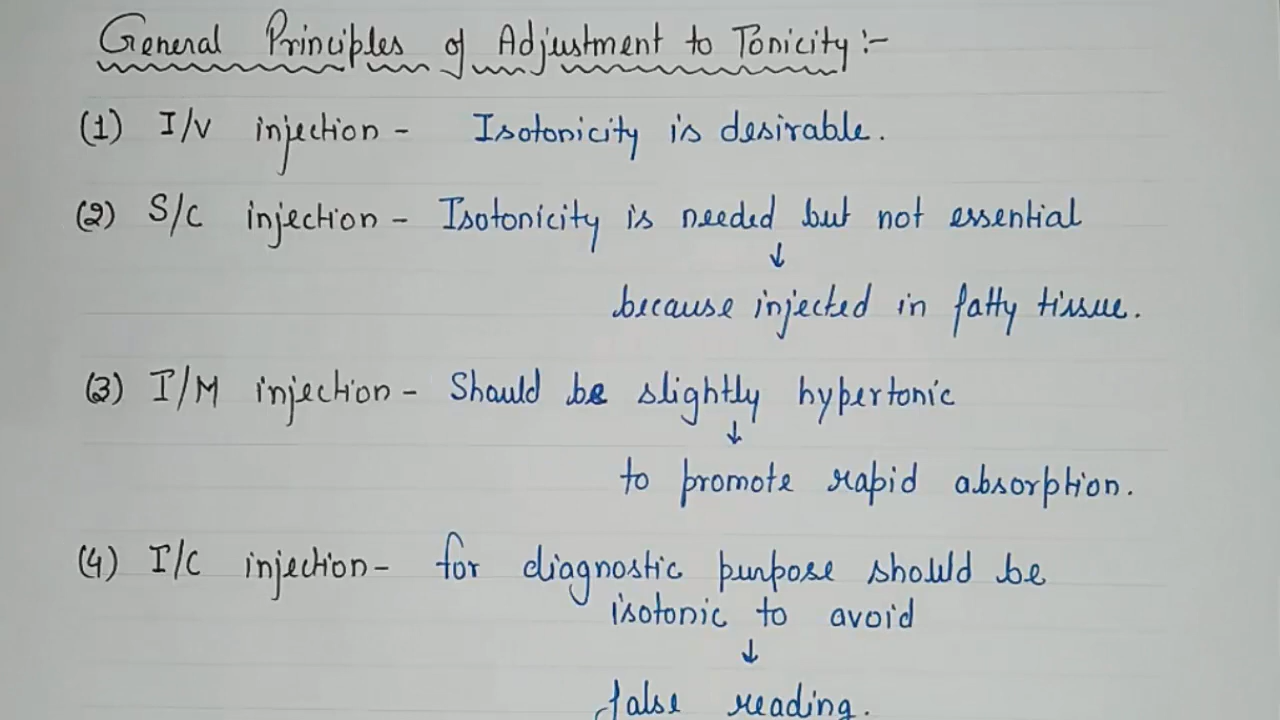 General Principles of Adjustment to Tonicity :-
(1) I/V injection - Isotonicity is desirable.
(2) S/C injection - Isotonicity is needed but not essential
↓
because injected in fatty tissue.
(3) I/M injection - Should be slightly hypertonic
↓
to promote rapid absorption.
(4) I/C injection - for diagnostic purpose should be
isotonic to avoid
↓
false reading.